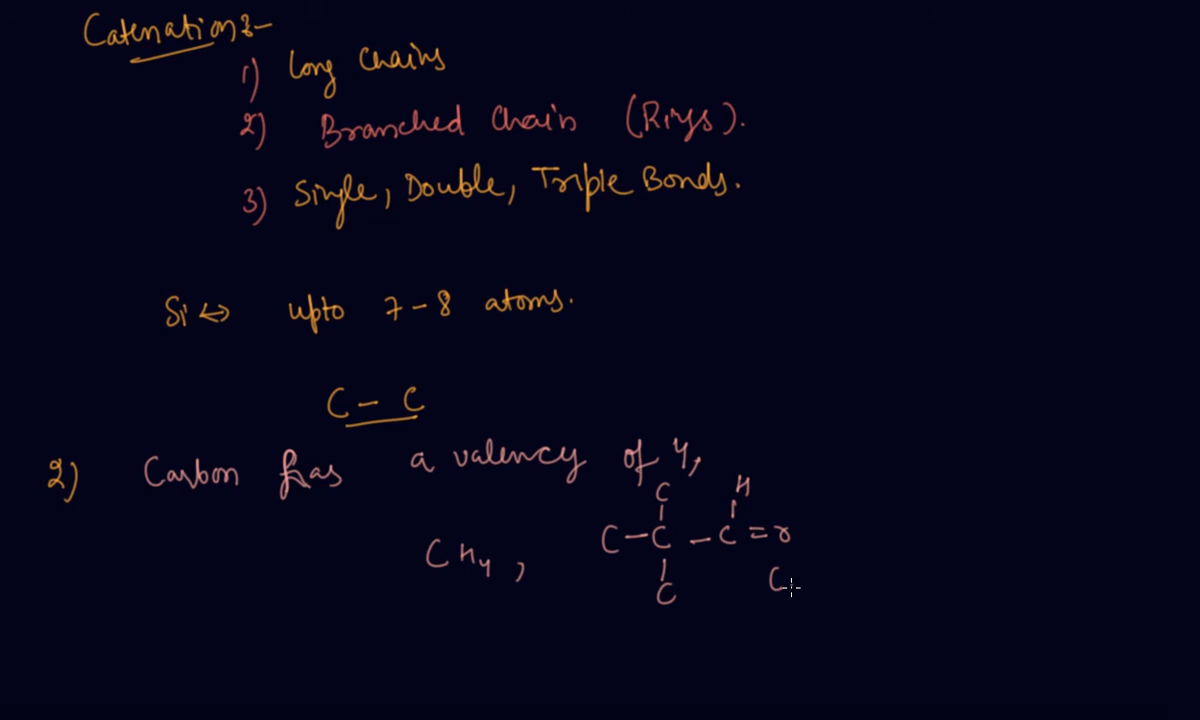 Catenation:-
1) Long Chains
2) Branched Chain (Rings).
3) Single, Double, Triple Bonds.
Si ↔ upto 7-8 atoms.
C - C
2) Carbon has a valency of 4,
C H
CH4, C-C-C=O
C C